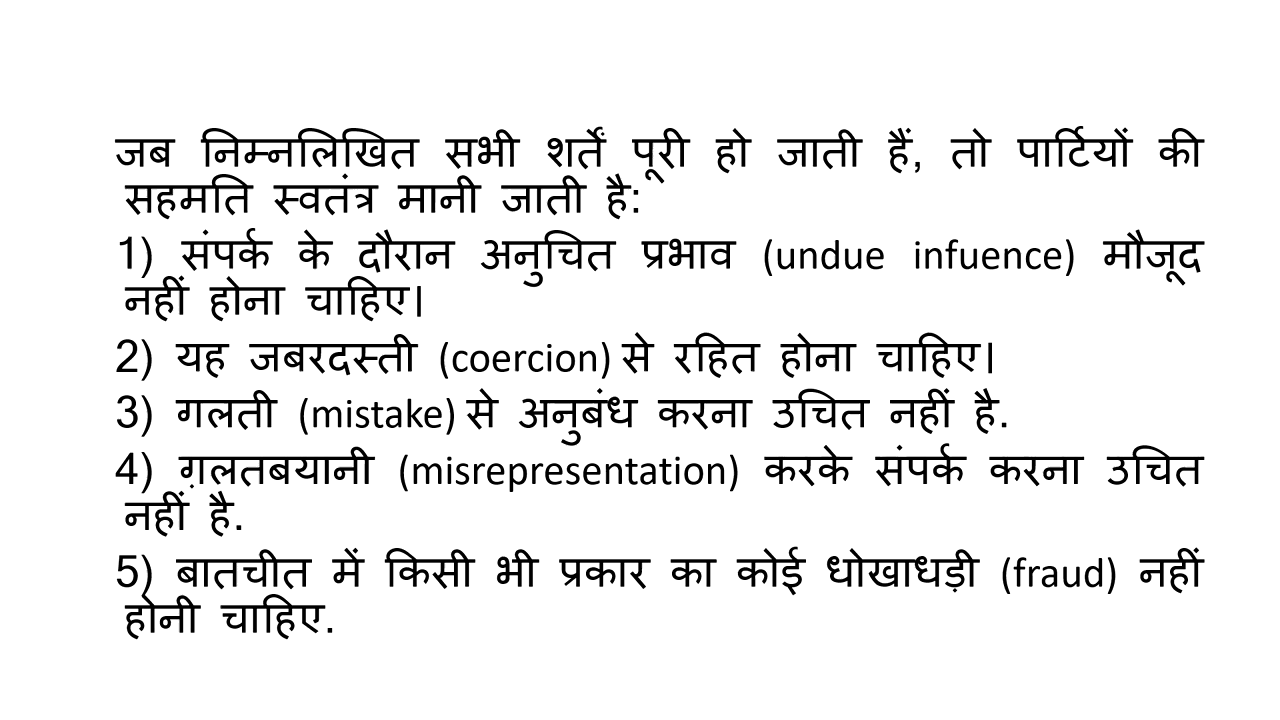 जब निम्नलिखित सभी शर्तें पूरी हो जाती हैं, तो पार्टियों की
सहमति स्वतंत्र मानी जाती है:
1) संपर्क के दौरान अनुचित प्रभाव (undue infuence) मौजूद
नहीं होना चाहिए।
2) यह जबरदस्ती (coercion) से रहित होना चाहिए।
3) गलती (mistake) से अनुबंध करना उचित नहीं है.
4) ग़लतबयानी (misrepresentation) करके संपर्क करना उचित
नहीं है.
5) बातचीत में किसी भी प्रकार का कोई धोखाधड़ी (fraud) नहीं
होनी चाहिए.